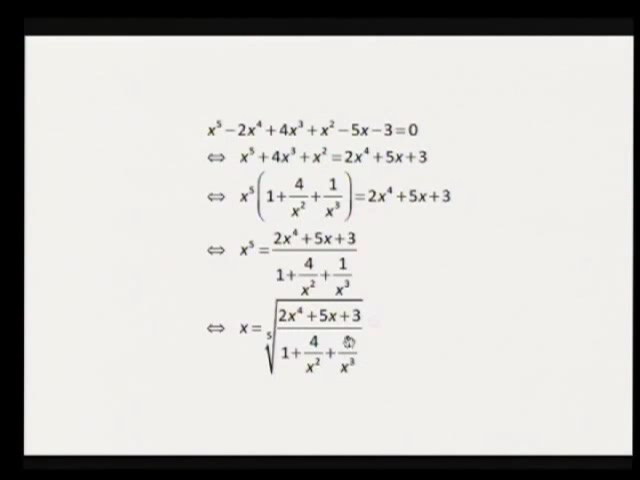 x⁵−2x⁴+4x³+x²−5x−3=0
⇔ x⁵+4x³+x²=2x⁴+5x+3
⇔ x⁵(1+4/x²+1/x³)=2x⁴+5x+3
⇔ x⁵=(2x⁴+5x+3)/(1+4/x²+1/x³)
⇔ x=⁵√((2x⁴+5x+3)/(1+4/x²+ /x³))